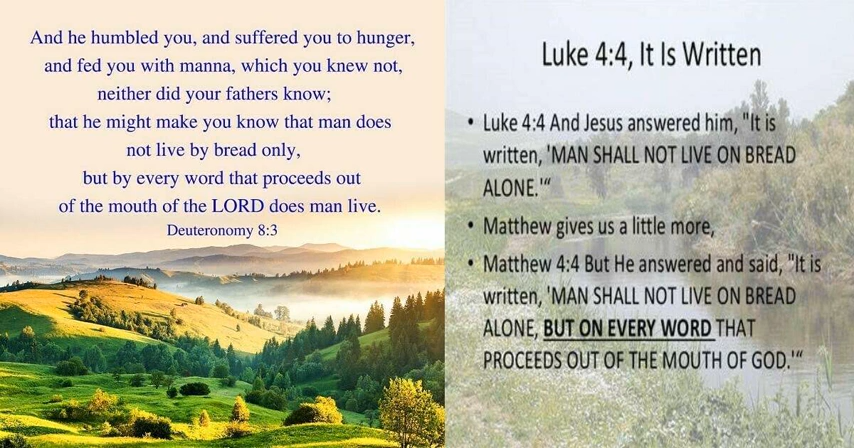 And he humbled you, and suffered you to hunger,
and fed you with manna, which you knew not,
neither did your fathers know;
that he might make you know that man does
not live by bread only,
but by every word that proceeds out
of the mouth of the LORD does man live.
Deuteronomy 8:3
Luke 4:4, It Is Written
• Luke 4:4 And Jesus answered him, "It is
written, 'MAN SHALL NOT LIVE ON BREAD
ALONE.'“
• Matthew gives us a little more,
• Matthew 4:4 But He answered and said, "It is
written, 'MAN SHALL NOT LIVE ON BREAD
ALONE, BUT ON EVERY WORD THAT
PROCEEDS OUT OF THE MOUTH OF GOD.'“